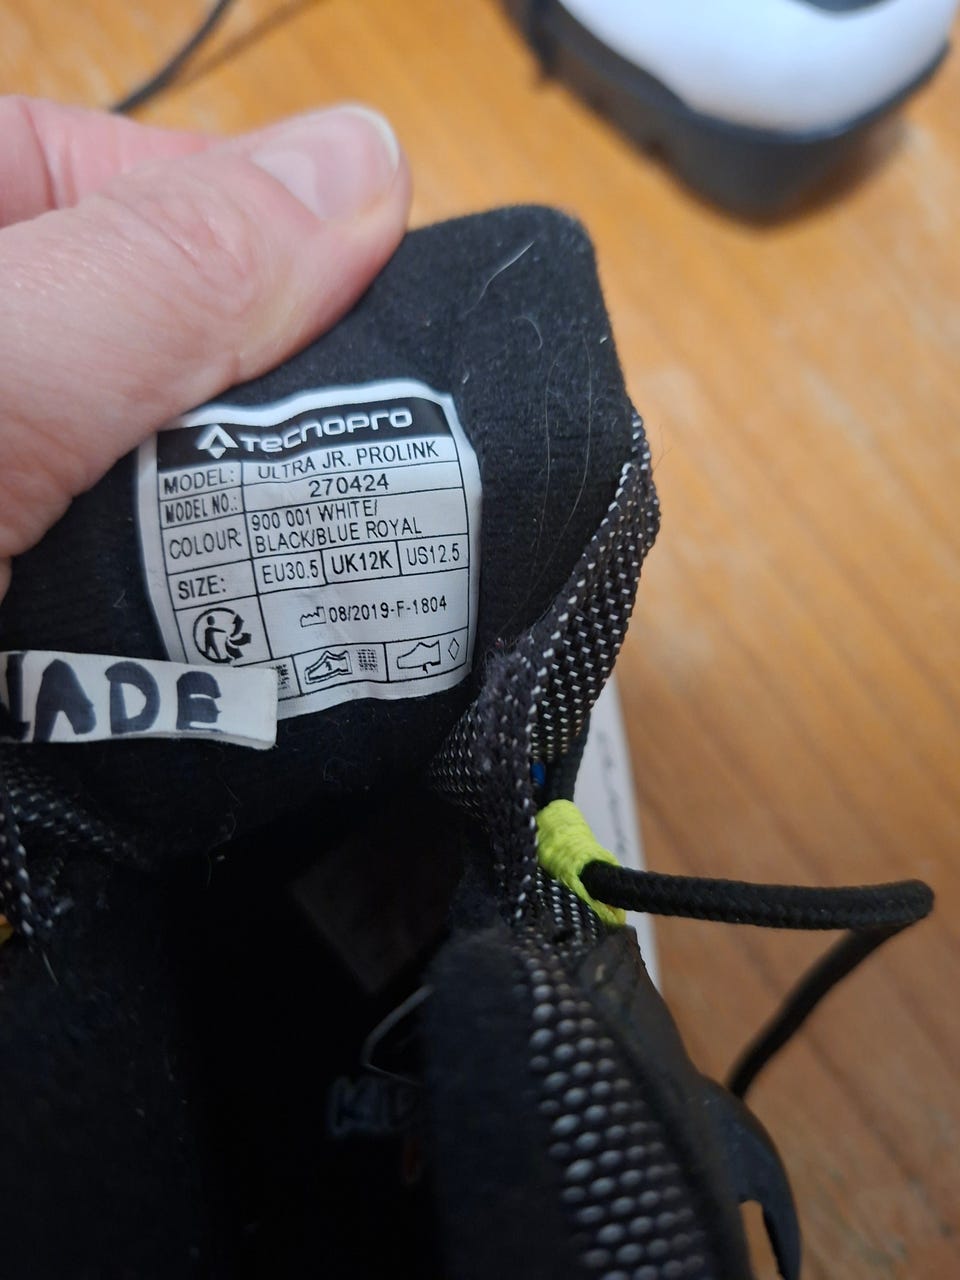 TECNOPRO
MODEL: ULTRA JR. PROLINK
MODEL NO.: 270424
COLOUR 900 001 WHITE/
BLACK/BLUE ROYAL
SIZE: EU30.5 UK12K US12.5
08/2019-F-1804
ADE